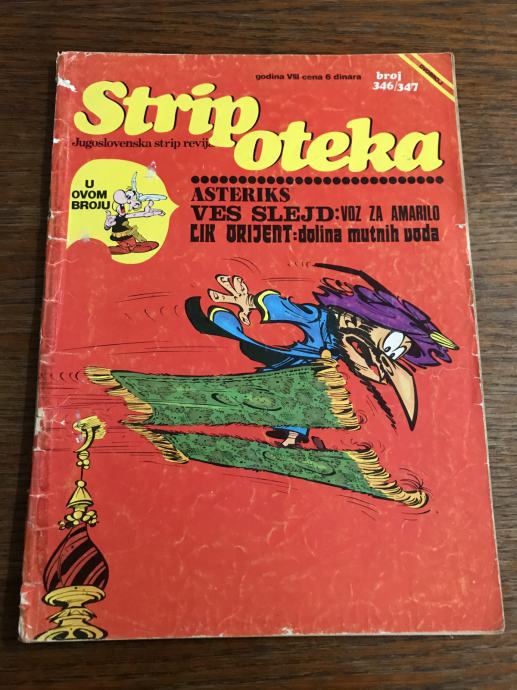 godina VII cena 6 dinara
broj
346/347
Strip
oteka
Jugoslovenska strip revija
U
OVOM
BROJU
ASTERIKS
VES SLEJD: VOZ ZA AMARILO
LIK ORIJENT: dolina mutnih voda